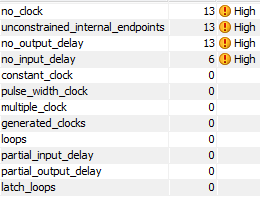 no_clock 13 High
unconstrained_internal_endpoints 13 High
no_output_delay 13 High
no_input_delay 6 High
constant_clock 0
pulse_width_clock 0
multiple_clock 0
generated_clocks 0
loops 0
partial_input_delay 0
partial_output_delay 0
latch_loops 0